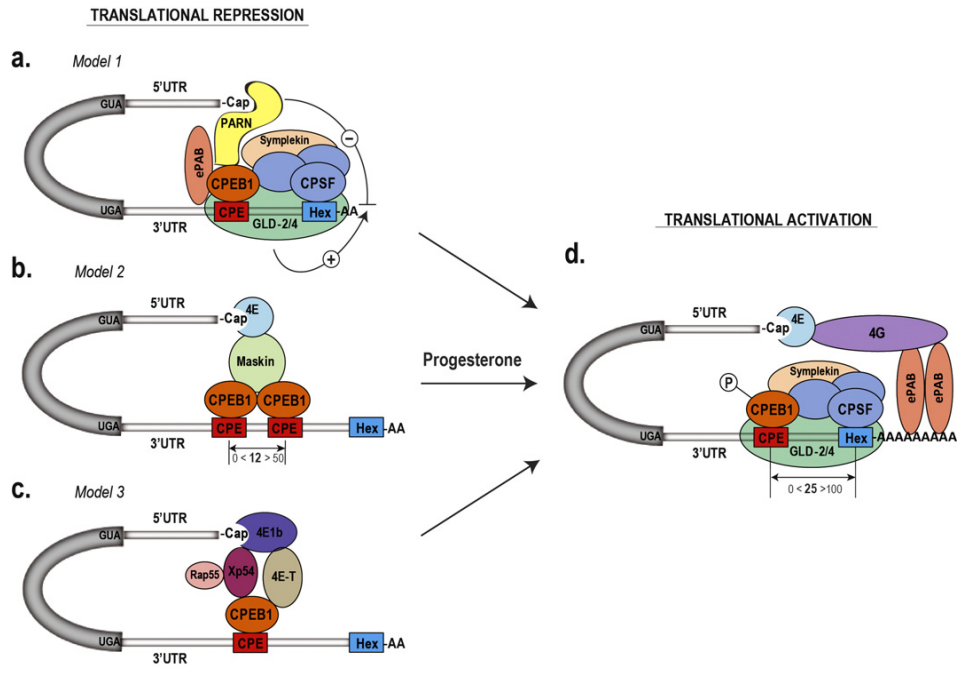 TRANSLATIONAL REPRESSION
a.
Model 1
5'UTR
GUA
-Cap
PARN
ePAB
Symplekin
−
CPEB1
CPSF
UGA
CPE
Hex
-AA
3'UTR
GLD-2/4
+
b.
Model 2
5'UTR
4E
GUA
-Cap
Maskin
CPEB1
CPEB1
UGA
CPE
CPE
Hex
-AA
3'UTR
0 < 12 > 50
c.
Model 3
5'UTR
GUA
-Cap
4E1b
Rap55
Xp54
4E-T
CPEB1
UGA
CPE
Hex
-AA
3'UTR
Progesterone
TRANSLATIONAL ACTIVATION
d.
5'UTR
4E
GUA
-Cap
4G
Symplekin
ePAB
ePAB
P
CPEB1
CPSF
UGA
CPE
Hex
-AAAAAAAAA
3'UTR
GLD-2/4
0 < 25 >100